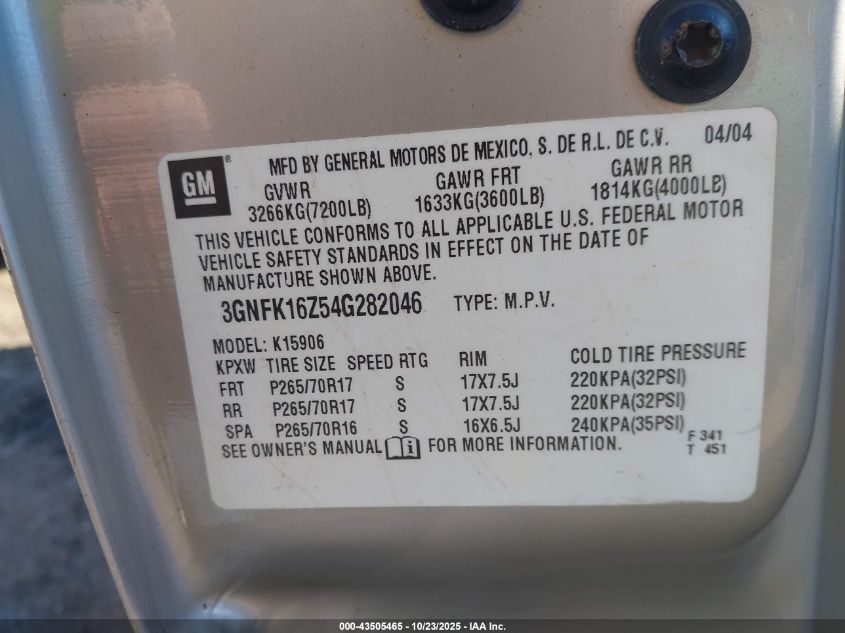 GM ® MFD BY GENERAL MOTORS DE MEXICO, S. DE R.L. DE C.V. 04/04
GVWR GAWR FRT GAWR RR
3266KG(7200LB) 1633KG(3600LB) 1814KG(4000LB)
THIS VEHICLE CONFORMS TO ALL APPLICABLE U.S. FEDERAL MOTOR
VEHICLE SAFETY STANDARDS IN EFFECT ON THE DATE OF
MANUFACTURE SHOWN ABOVE.
3GNFK16Z54G282046 TYPE: M.P.V.
MODEL: K15906
KPXW TIRE SIZE SPEED RTG RIM COLD TIRE PRESSURE
FRT P265/70R17 S 17X7.5J 220KPA(32PSI)
RR P265/70R17 S 17X7.5J 220KPA(32PSI)
SPA P265/70R16 S 16X6.5J 240KPA(35PSI)
SEE OWNER'S MANUAL i FOR MORE INFORMATION.
F 341
T 451
000-43505465 - 10/23/2025 - IAA Inc.